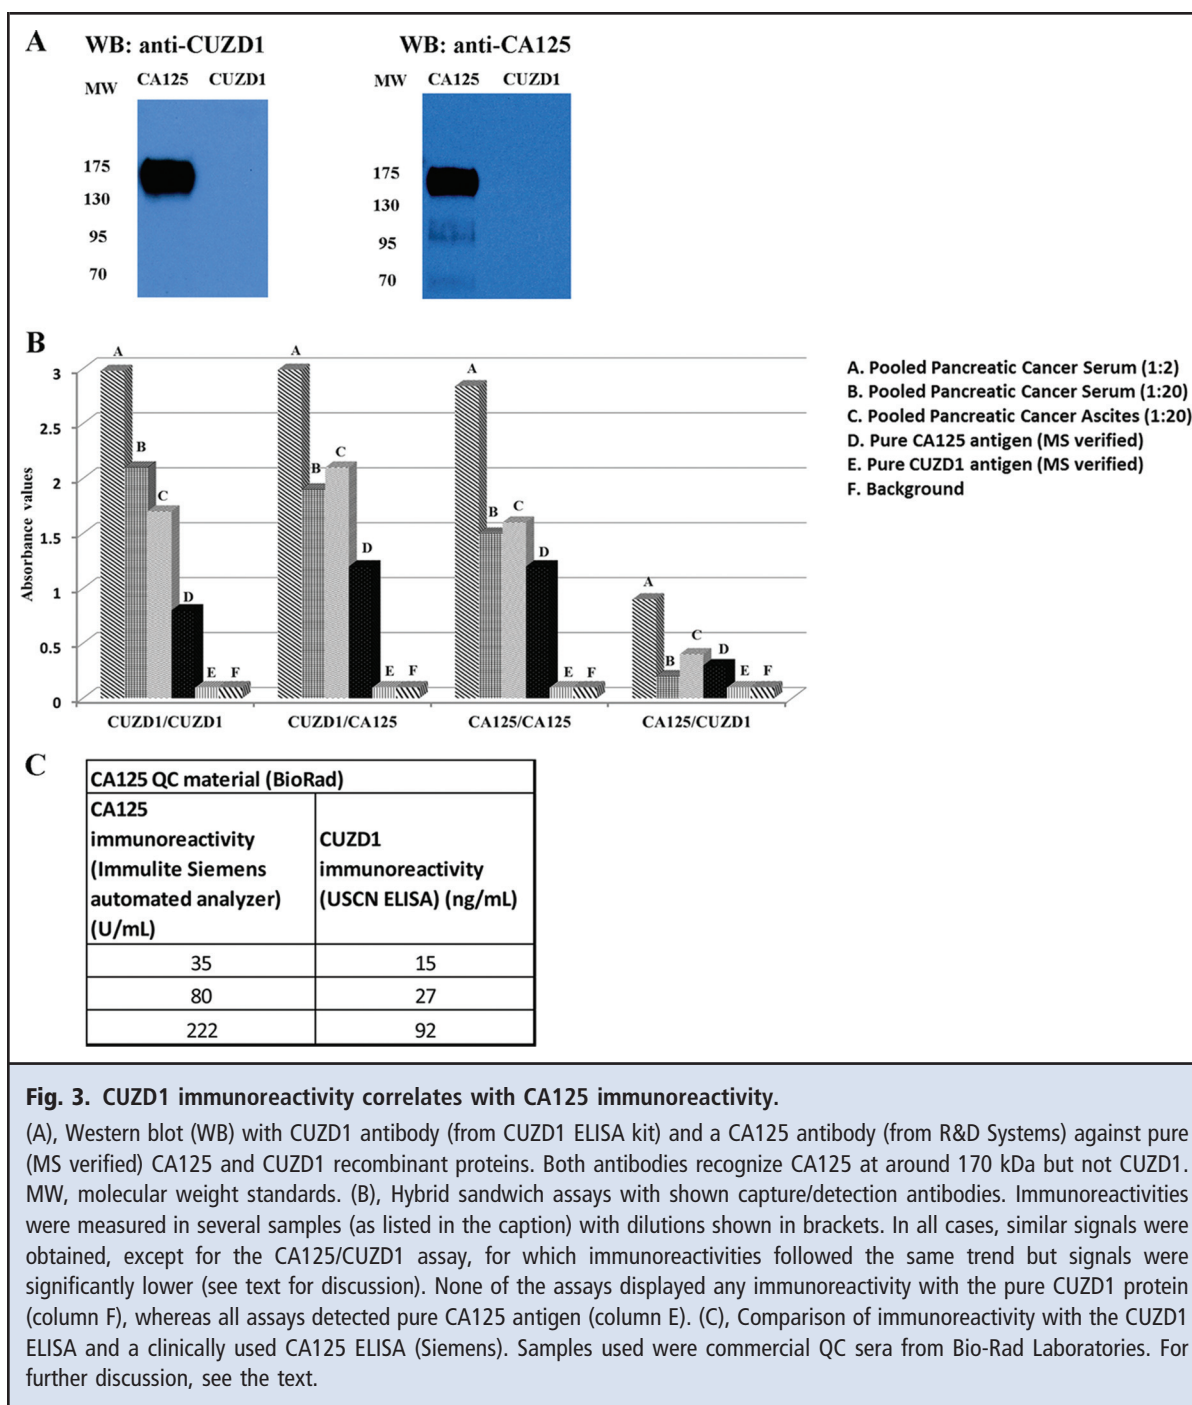 A
WB: anti-CUZD1
WB: anti-CA125
MW
CA125
CUZD1
MW
CA125
CUZD1
175
130
95
70
175
130
95
70
B
Absorbance values
3
2.5
2
1.5
1
0.5
0
A
B
C
D
E
F
A
B
C
D
E
F
A
B
C
D
E
F
A
B
C
D
E
F
CUZD1/CUZD1
CUZD1/CA125
CA125/CA125
CA125/CUZD1
A. Pooled Pancreatic Cancer Serum (1:2)
B. Pooled Pancreatic Cancer Serum (1:20)
C. Pooled Pancreatic Cancer Ascites (1:20)
D. Pure CA125 antigen (MS verified)
E. Pure CUZD1 antigen (MS verified)
F. Background
C
CA125 QC material (BioRad)
CA125
immunoreactivity
(Immulite Siemens
automated analyzer)
(U/mL)
CUZD1
immunoreactivity
(USCN ELISA) (ng/mL)
35
15
80
27
222
92
Fig. 3. CUZD1 immunoreactivity correlates with CA125 immunoreactivity.
(A), Western blot (WB) with CUZD1 antibody (from CUZD1 ELISA kit) and a CA125 antibody (from R&D Systems) against pure
(MS verified) CA125 and CUZD1 recombinant proteins. Both antibodies recognize CA125 at around 170 kDa but not CUZD1.
MW, molecular weight standards. (B), Hybrid sandwich assays with shown capture/detection antibodies. Immunoreactivities
were measured in several samples (as listed in the caption) with dilutions shown in brackets. In all cases, similar signals were
obtained, except for the CA125/CUZD1 assay, for which immunoreactivities followed the same trend but signals were
significantly lower (see text for discussion). None of the assays displayed any immunoreactivity with the pure CUZD1 protein
(column F), whereas all assays detected pure CA125 antigen (column E). (C), Comparison of immunoreactivity with the CUZD1
ELISA and a clinically used CA125 ELISA (Siemens). Samples used were commercial QC sera from Bio-Rad Laboratories. For
further discussion, see the text.